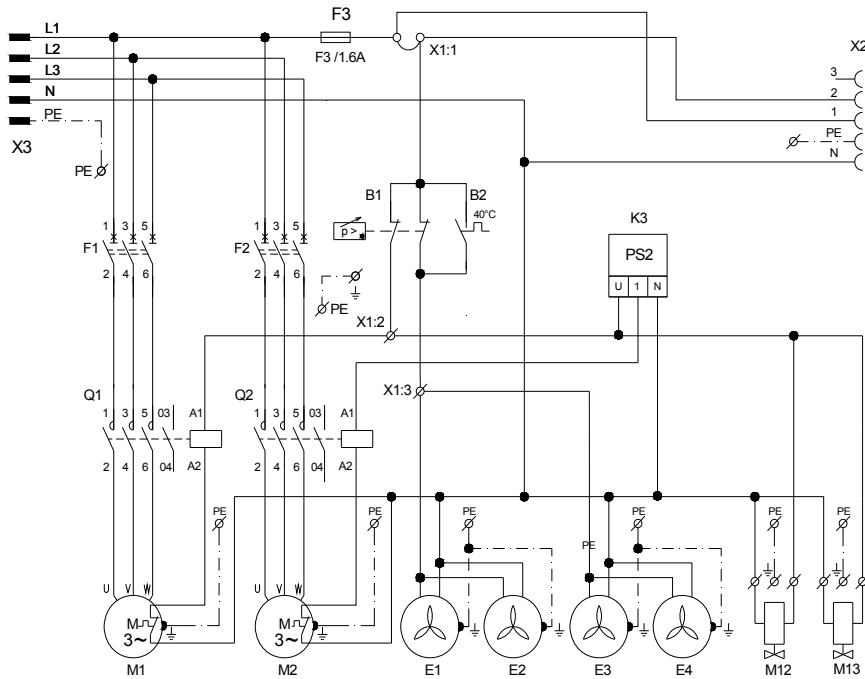 L1
L2
L3
N
PE
X3
PE
F3
F3 /1.6A
X1:1
X2
3
2
1
PE
N
F1
1 3 5
2 4 6
F2
1 3 5
2 4 6
PE
B1
B2
40°C
p >
K3
PS2
U 1 N
X1:2
X1:3
Q1
1 3 5 03
2 4 6 04
A1
A2
Q2
1 3 5 03
2 4 6 04
A1
A2
PE
PE
PE
PE
PE
PE
PE
U V W
M
3~
M1
U V W
M
3~
M2
E1
E2
E3
E4
M12
M13